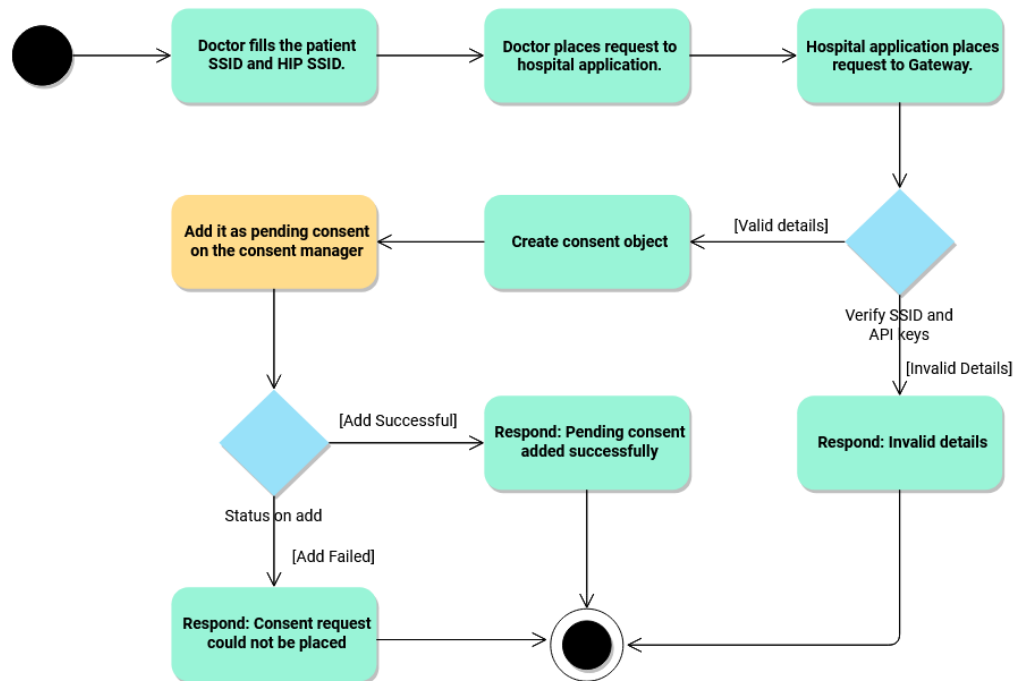 Doctor fills the patient
SSID and HIP SSID.
Doctor places request to
hospital application.
Hospital application places
request to Gateway.
Add it as pending consent
on the consent manager
Create consent object
[Valid details]
Verify SSID and
API keys
[Invalid Details]
[Add Successful]
Respond: Pending consent
added successfully
Respond: Invalid details
Status on add
[Add Failed]
Respond: Consent request
could not be placed